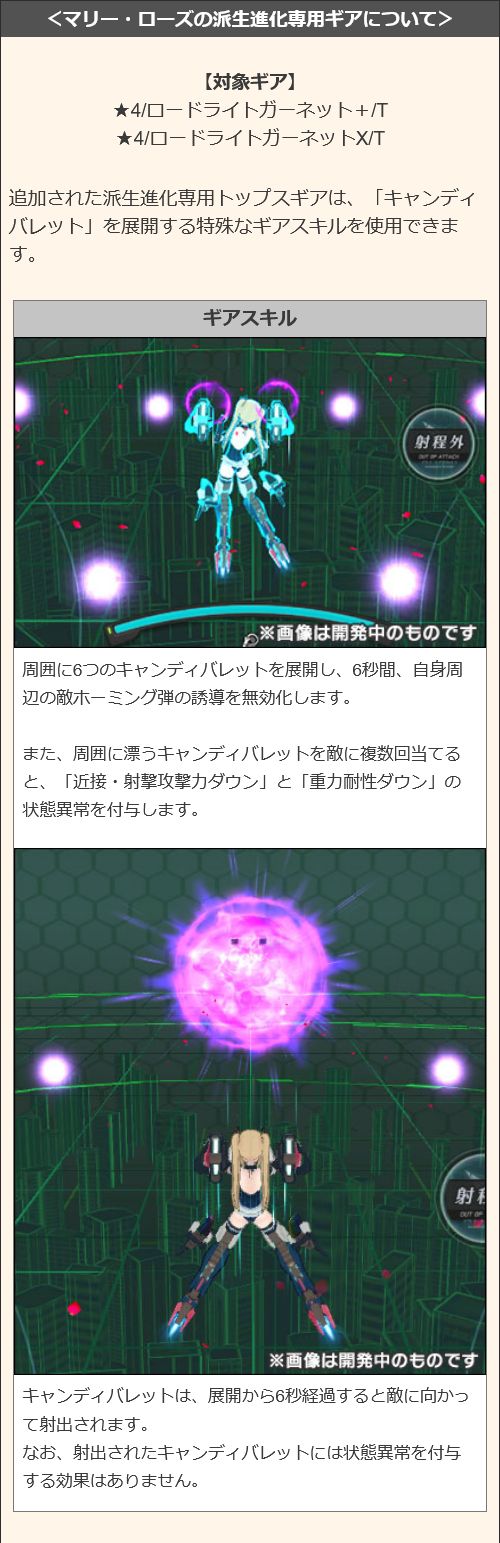 ＜マリー・ローズの派生進化専用ギアについて＞
【対象ギア】
★4/ロードライトガーネット＋/T
★4/ロードライトガーネットX/T
追加された派生進化専用トップスギアは、「キャンディ
バレット」を展開する特殊なギアスキルを使用できま
す。
ギアスキル
射程外
OUT OF ATTACK
※画像は開発中のものです
周囲に6つのキャンディバレットを展開し、6秒間、自身周
辺の敵ホーミング弾の誘導を無効化します。
また、周囲に漂うキャンディバレットを敵に複数回当てる
と、「近接・射撃攻撃力ダウン」と「重力耐性ダウン」の
状態異常を付与します。
射程
OUT OF
※画像は開発中のものです
キャンディバレットは、展開から6秒経過すると敵に向かっ
て射出されます。
なお、射出されたキャンディバレットには状態異常を付与
する効果はありません。